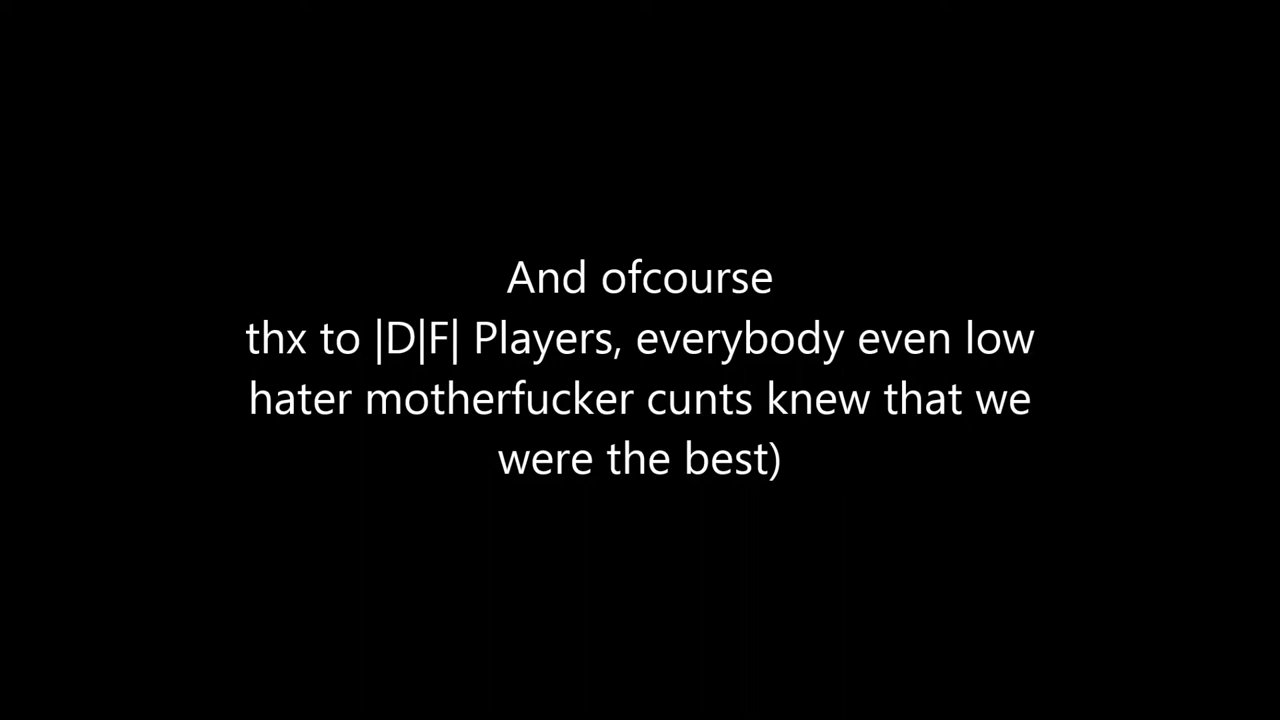 And ofcourse
thx to |D|F| Players, everybody even low
hater motherfucker cunts knew that we
were the best)